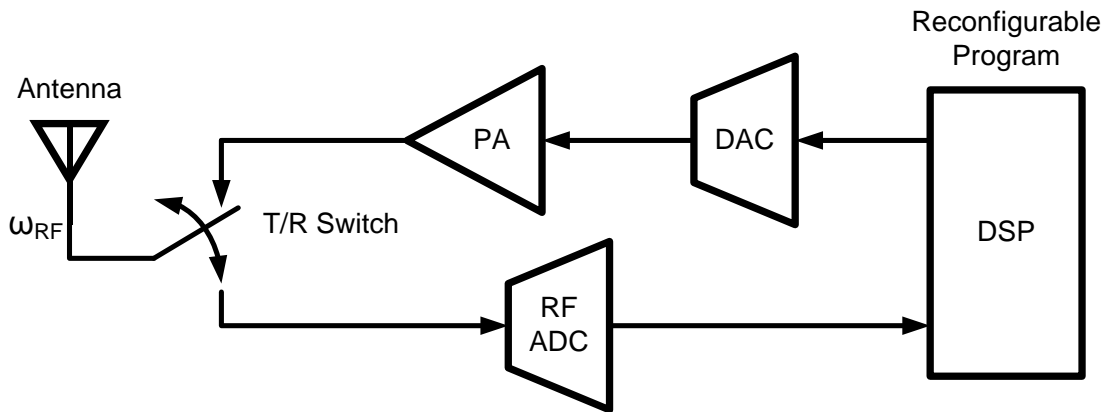 Reconfigurable
Program
Antenna
PA
DAC
ωRF
T/R Switch
DSP
RF
ADC